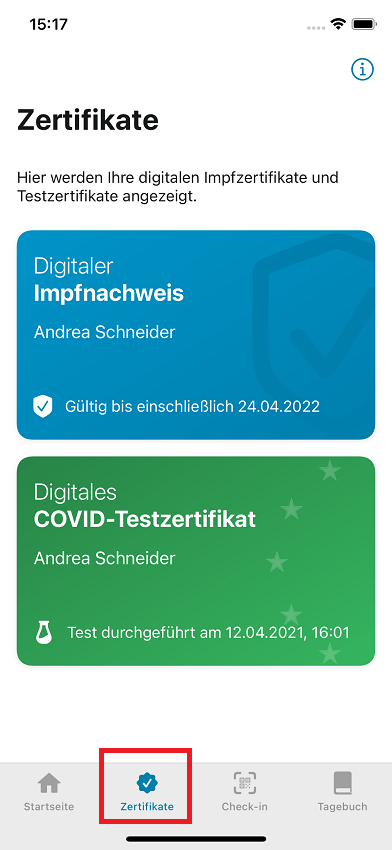 15:17
Zertifikate
Hier werden Ihre digitalen Impfzertifikate und
Testzertifikate angezeigt.
Digitaler
Impfnachweis
Andrea Schneider
Gültig bis einschließlich 24.04.2022
Digitales
COVID-Testzertifikat
Andrea Schneider
Test durchgeführt am 12.04.2021, 16:01
Startseite
Zertifikate
Check-in
Tagebuch